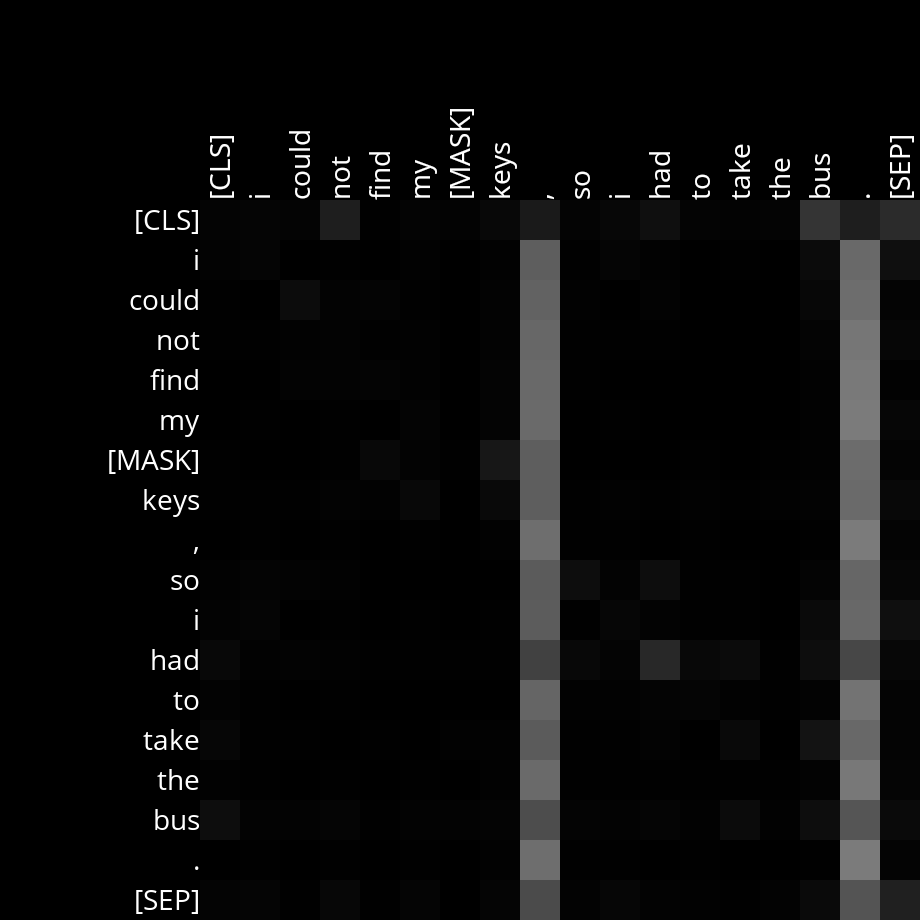 [CLS] i could not find my [MASK] keys , so i had to take the bus . [SEP]
[CLS]
i
could
not
find
my
[MASK]
keys
,
so
i
had
to
take
the
bus
.
[SEP]